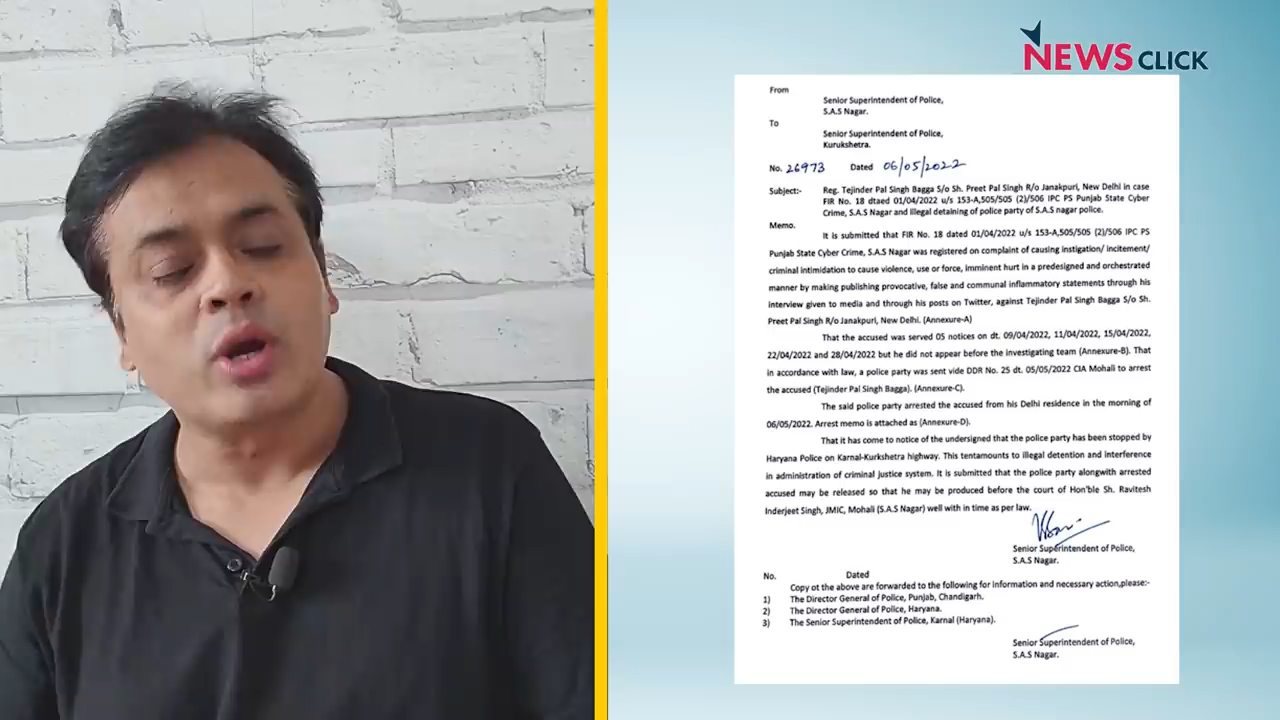 NEWSCLICK
From
Senior Superintendent of Police,
S.A.S Nagar.
To
Senior Superintendent of Police,
Kurukshetra.
No. 26973 Dated 06/05/2022
Subject:- Reg. Tejinder Pal Singh Bagga S/o Sh. Preet Pal Singh R/o Janakpuri, New Delhi in case
FIR No. 18 dtaed 01/04/2022 u/s 153-A,505/505 (2)/506 IPC PS Punjab State Cyber
Crime, S.A.S Nagar and illegal detaining of police party of S.A.S nagar police.
Memo.
It is submitted that FIR No. 18 dated 01/04/2022 u/s 153-A,505/505 (2)/506 IPC PS
Punjab State Cyber Crime, S.A.S Nagar was registered on complaint of causing instigation/ incitement/
criminal intimidation to cause violence, use or force, imminent hurt in a predesigned and orchestrated
manner by making publishing provocative, false and communal inflammatory statements through his
interview given to media and through his posts on Twitter, against Tejinder Pal Singh Bagga S/o Sh.
Preet Pal Singh R/o Janakpuri, New Delhi. (Annexure-A)
That the accused was served 05 notices on dt. 09/04/2022, 11/04/2022, 15/04/2022,
22/04/2022 and 28/04/2022 but he did not appear before the investigating team (Annexure-B). That
in accordance with law, a police party was sent vide DDR No. 25 dt. 05/05/2022 CIA Mohali to arrest
the accused (Tejinder Pal Singh Bagga). (Annexure-C).
The said police party arrested the accused from his Delhi residence in the morning of
06/05/2022. Arrest memo is attached as (Annexure-D).
That it has come to notice of the undersigned that the police party has been stopped by
Haryana Police on Karnal-Kurkshetra highway. This tentamounts to illegal detention and interference
in administration of criminal justice system. It is submitted that the police party alongwith arrested
accused may be released so that he may be produced before the court of Hon'ble Sh. Ravitesh
Inderjeet Singh, JMIC, Mohali (S.A.S Nagar) well with in time as per law.
Senior Superintendent of Police,
S.A.S Nagar.
No. Dated
Copy ot the above are forwarded to the following for information and necessary action,please:-
1) The Director General of Police, Punjab, Chandigarh.
2) The Director General of Police, Haryana.
3) The Senior Superintendent of Police, Karnal (Haryana).
Senior Superintendent of Police,
S.A.S Nagar.